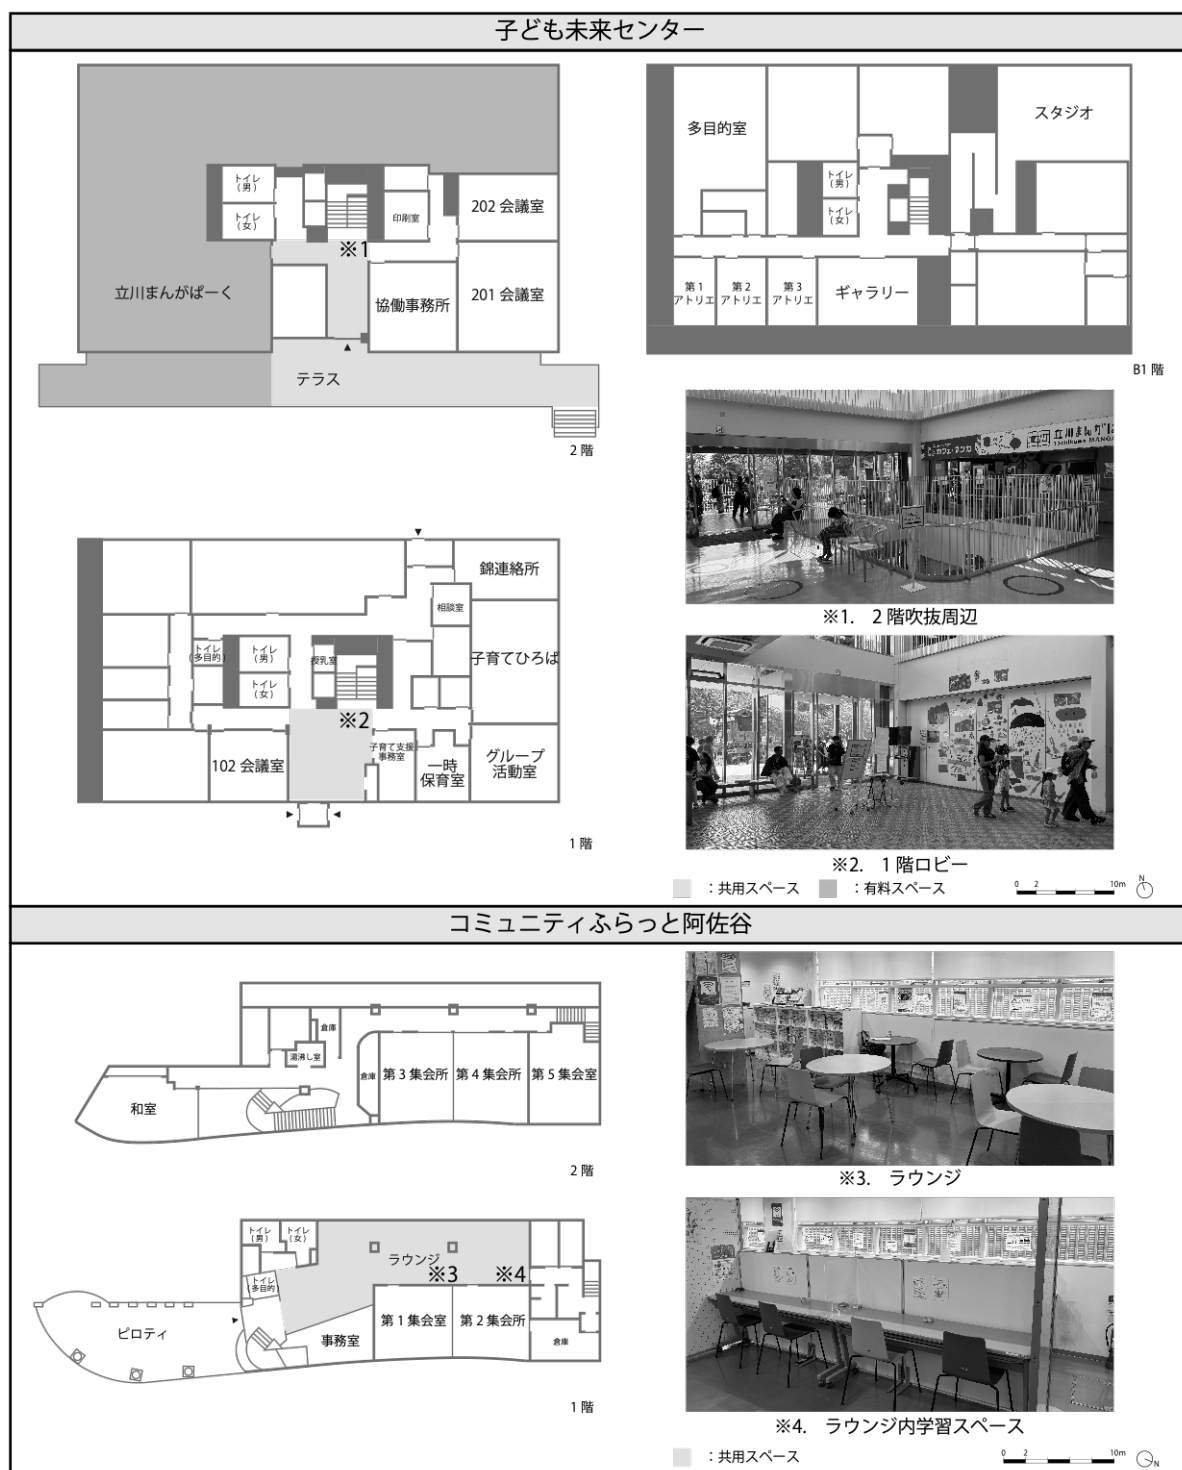 子ども未来センター
トイレ
(男)
トイレ
(女)
印刷室
202 会議室
※1
立川まんがぱーく
協働事務所
201 会議室
テラス
2 階
多目的室
スタジオ
トイレ
(男)
トイレ
(女)
第 1
アトリエ
第 2
アトリエ
第 3
アトリエ
ギャラリー
B1 階
立川まんがぱ
※1. 2 階吹抜周辺
錦連絡所
相談室
トイレ
(多目的)
トイレ
(男)
授乳室
子育てひろば
トイレ
(女)
※2
102 会議室
子育て支援
事務室
一時
保育室
グループ
活動室
1 階
※2. 1 階ロビー
：共用スペース
：有料スペース
0 2 10m
N
コミュニティふらっと阿佐谷
倉庫
湯沸し室
倉庫
第 3 集会所
第 4 集会所
第 5 集会室
和室
2 階
※3. ラウンジ
トイレ
(男)
トイレ
(女)
ラウンジ
※3
※4
トイレ
(多目的)
ピロティ
事務室
第 1 集会室
第 2 集会所
倉庫
1 階
※4. ラウンジ内学習スペース
：共用スペース
0 2 10m
N